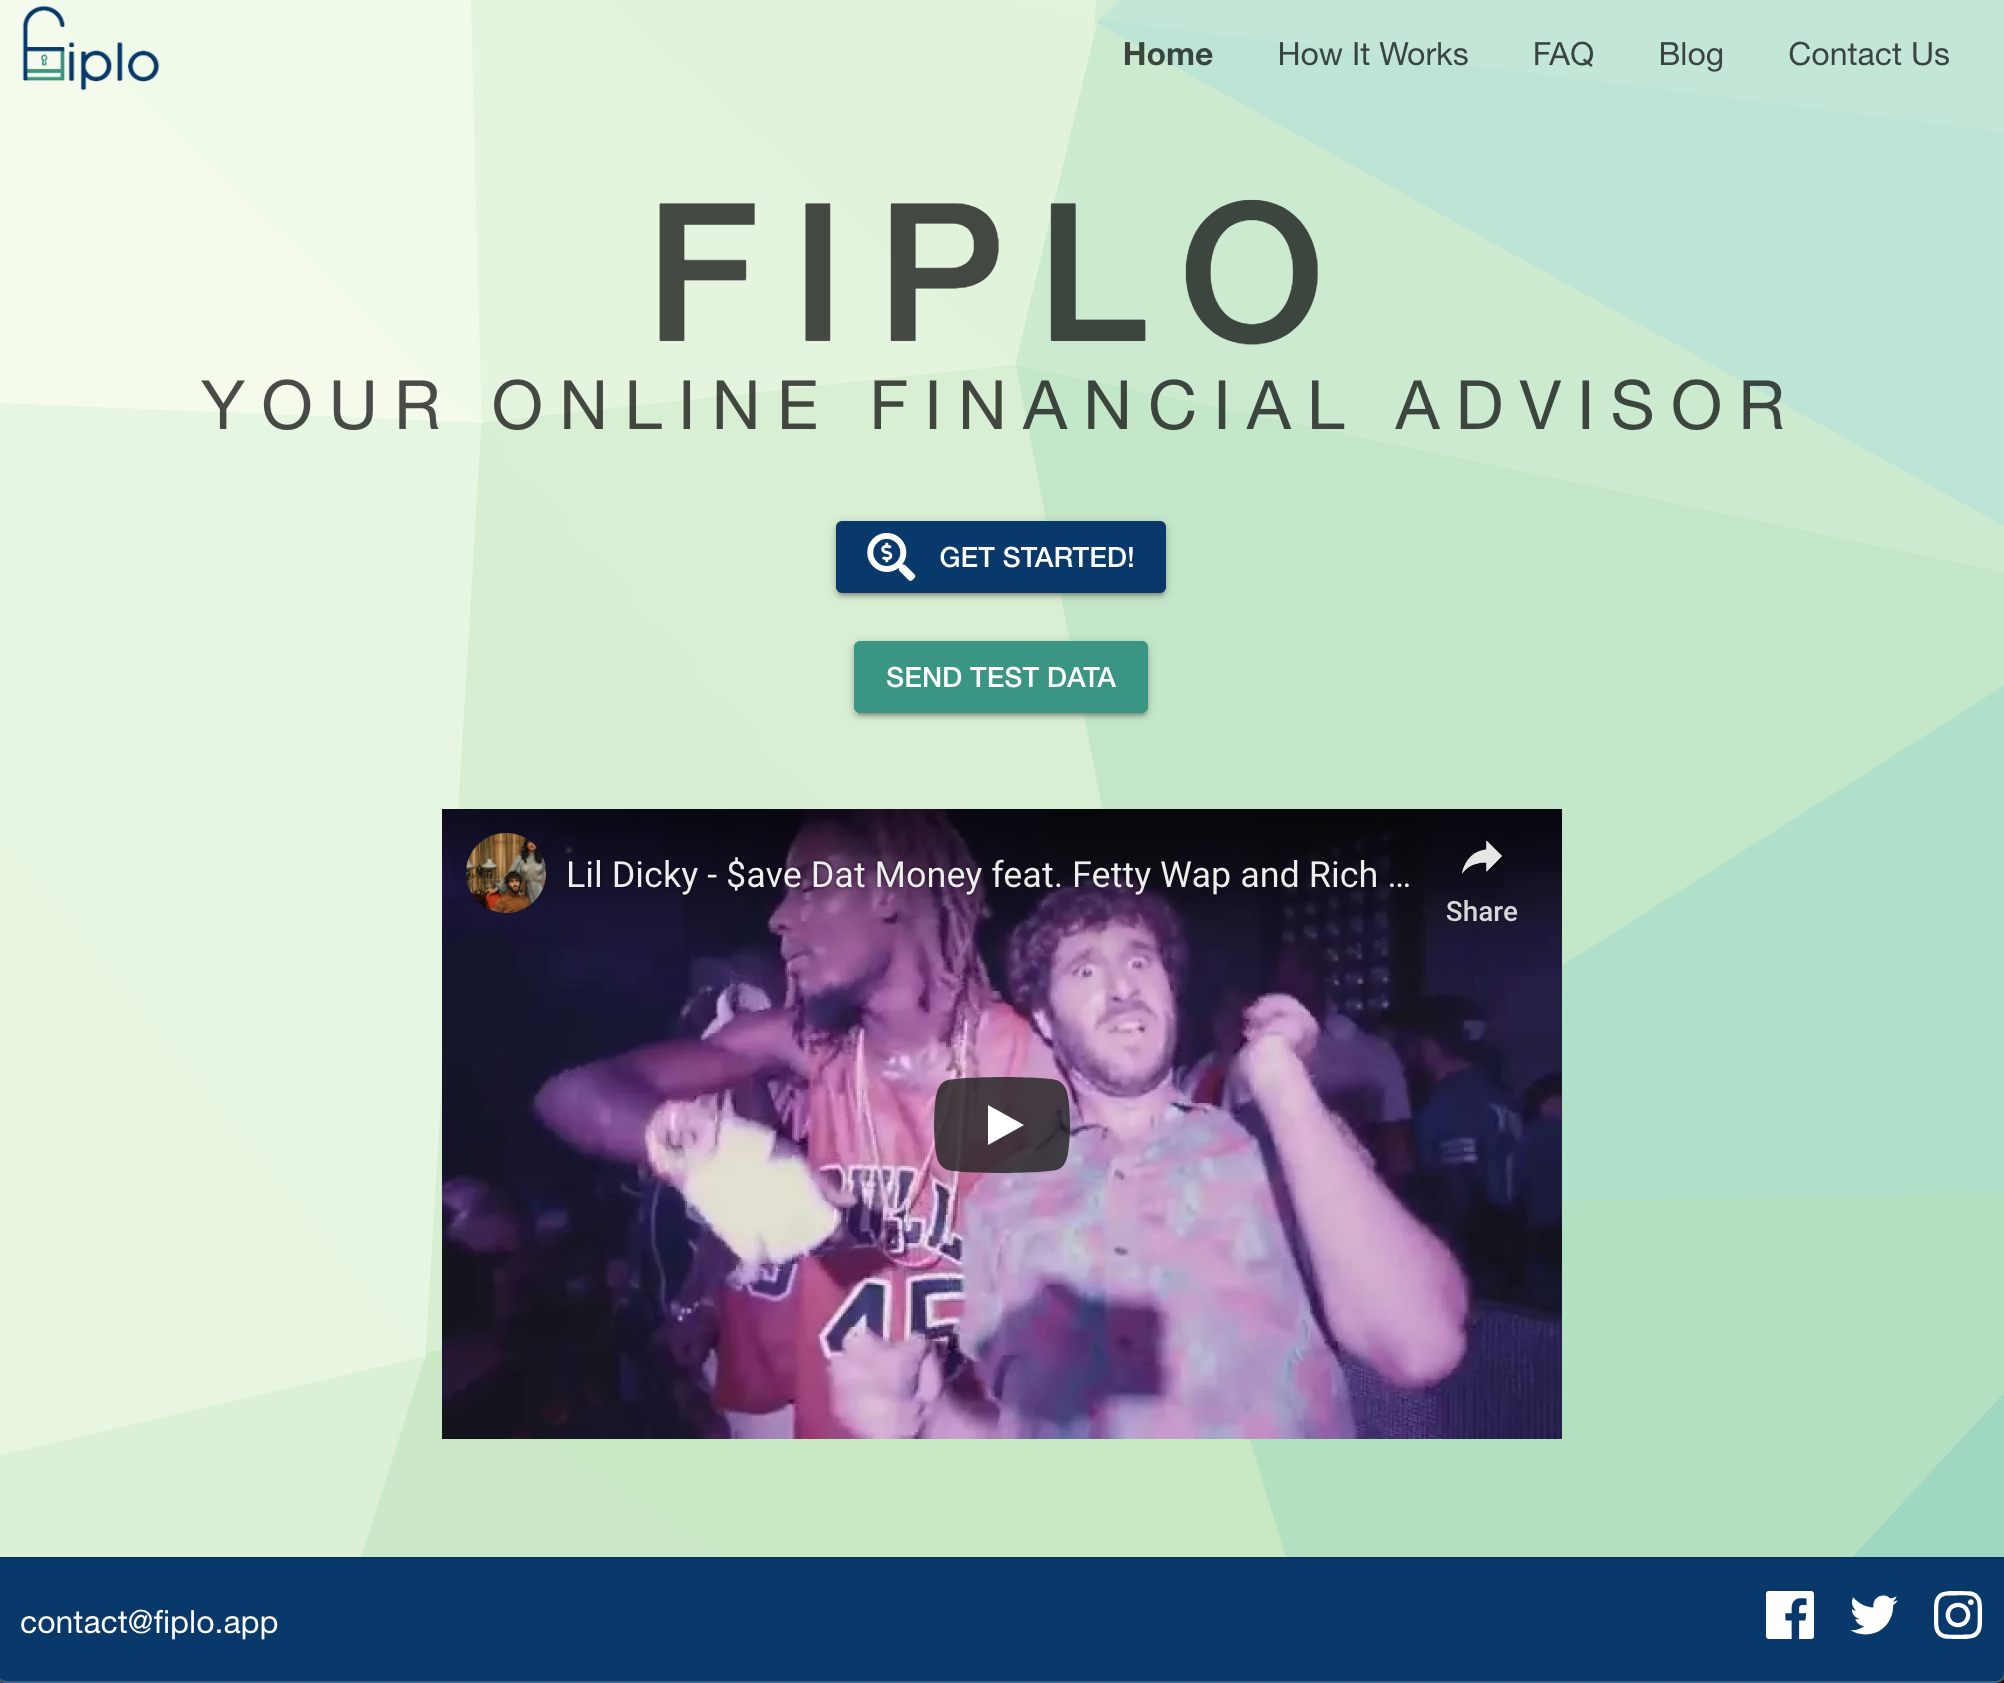 fiplo
Home How It Works FAQ Blog Contact Us
FIPLO
YOUR ONLINE FINANCIAL ADVISOR
$ GET STARTED!
SEND TEST DATA
Lil Dicky - $ave Dat Money feat. Fetty Wap and Rich ...
Share
45
contact@fiplo.app